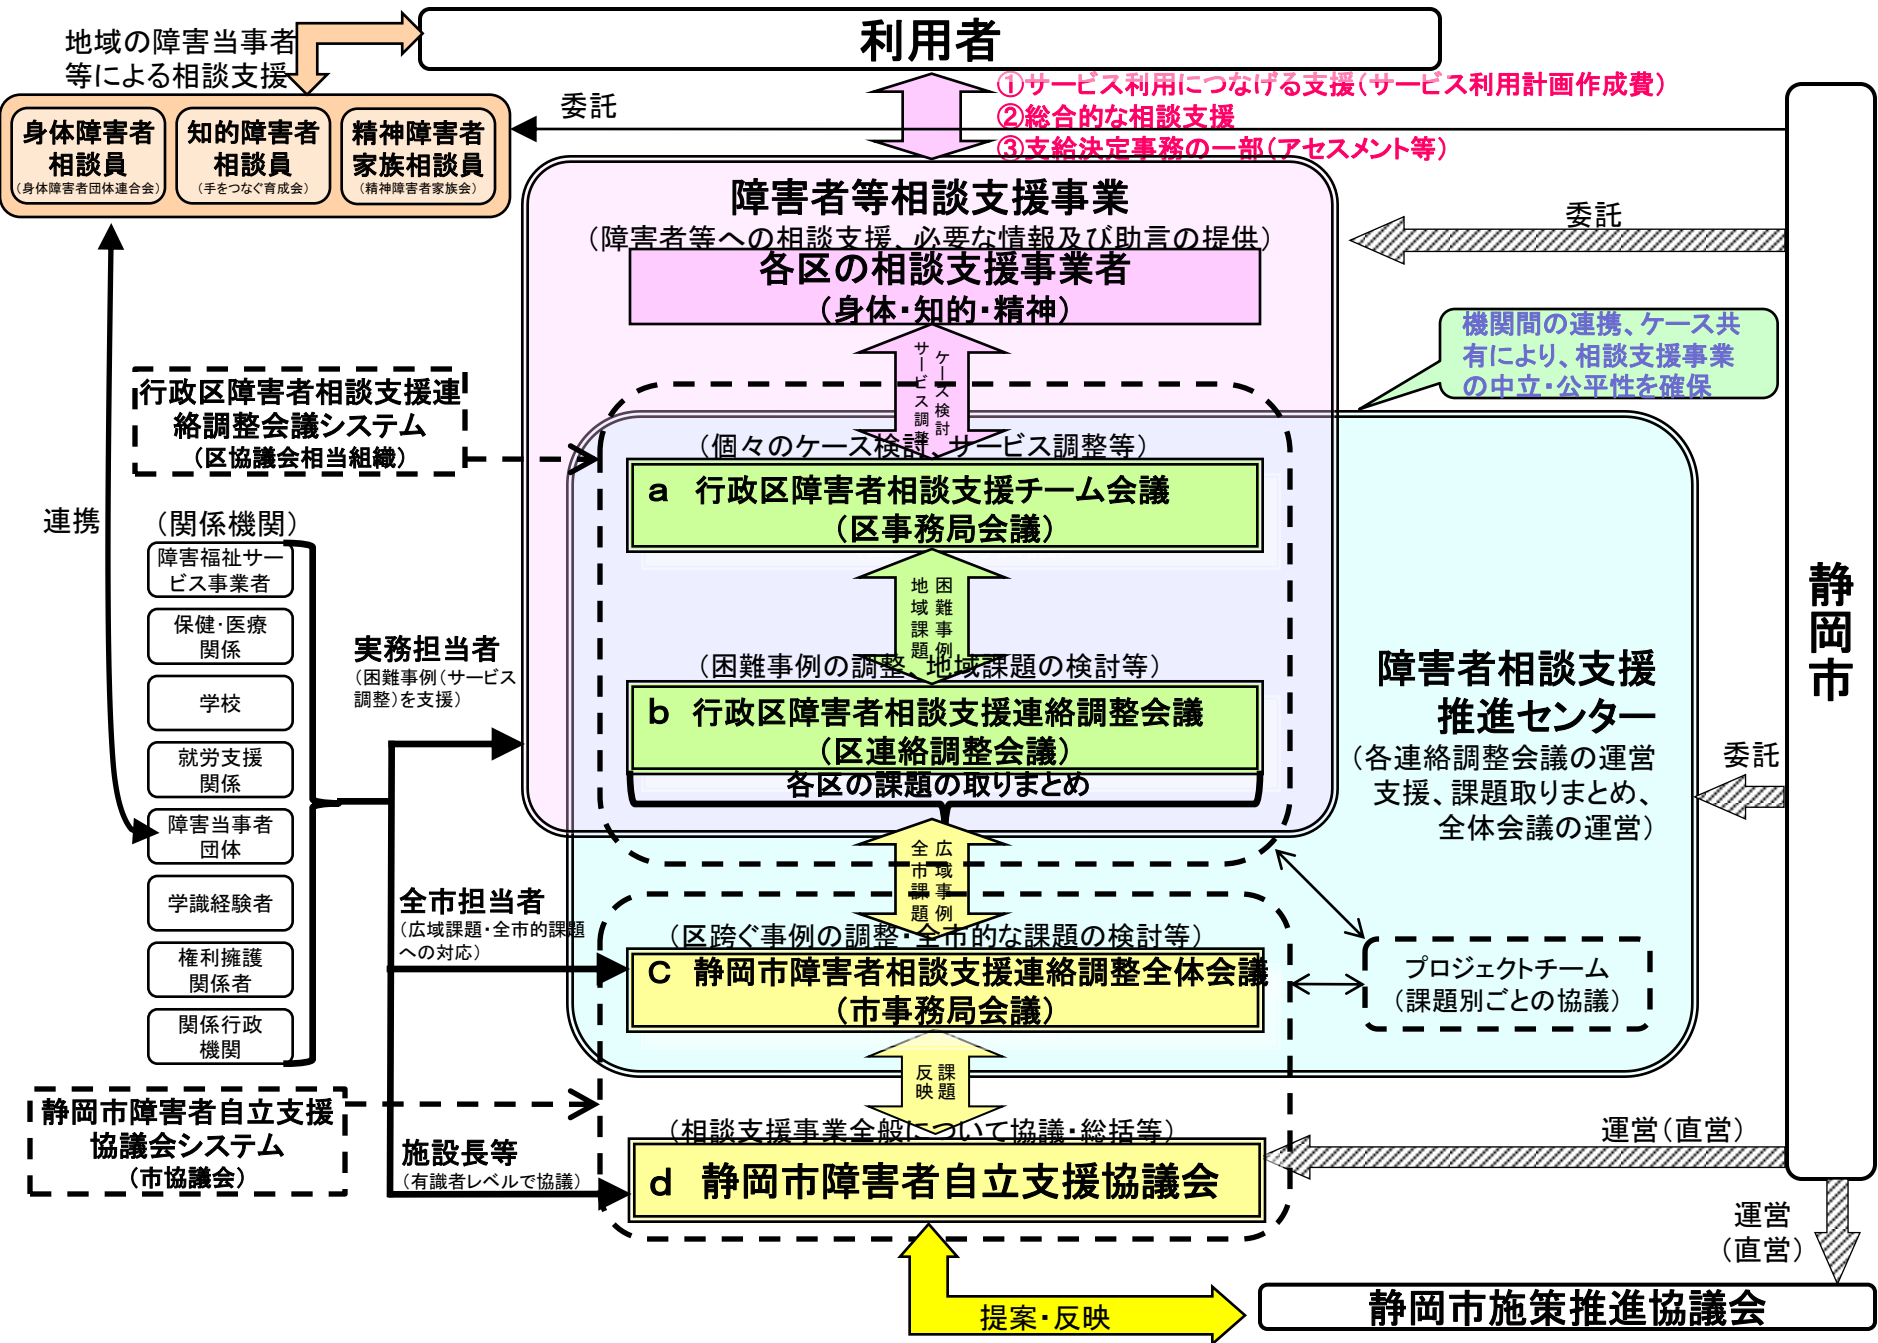 利用者
地域の障害当事者
等による相談支援
①サービス利用につなげる支援（サービス利用計画作成費）
②総合的な相談支援
③支給決定事務の一部（アセスメント等）
委託
身体障害者
相談員
（身体障害者団体連合会）
知的障害者
相談員
（手をつなぐ育成会）
精神障害者
家族相談員
（精神障害者家族会）
障害者等相談支援事業
（障害者等への相談支援、必要な情報及び助言の提供）
各区の相談支援事業者
（身体・知的・精神）
委託
静岡市
機関間の連携、ケース共
有により、相談支援事業
の中立・公平性を確保
ケース検討
サービス調整
行政区障害者相談支援連
絡調整会議システム
（区協議会相当組織）
（個々のケース検討、サービス調整等）
a 行政区障害者相談支援チーム会議
（区事務局会議）
連携
（関係機関）
障害福祉サー
ビス事業者
保健・医療
関係
学校
就労支援
関係
障害当事者
団体
学識経験者
権利擁護
関係者
関係行政
機関
困難事例
地域課題
実務担当者
（困難事例（サービス
調整）を支援）
（困難事例の調整、地域課題の検討等）
b 行政区障害者相談支援連絡調整会議
（区連絡調整会議）
各区の課題の取りまとめ
障害者相談支援
推進センター
（各連絡調整会議の運営
支援、課題取りまとめ、
全体会議の運営）
委託
広域事例
全市課題
全市担当者
（広域課題・全市的課題
への対応）
（区跨ぐ事例の調整・全市的な課題の検討等）
c 静岡市障害者相談支援連絡調整全体会議
（市事務局会議）
プロジェクトチーム
（課題別ごとの協議）
課題
反映
静岡市障害者自立支援
協議会システム
（市協議会）
施設長等
（有識者レベルで協議）
（相談支援事業全般について協議・総括等）
d 静岡市障害者自立支援協議会
運営（直営）
運営
（直営）
提案・反映
静岡市施策推進協議会